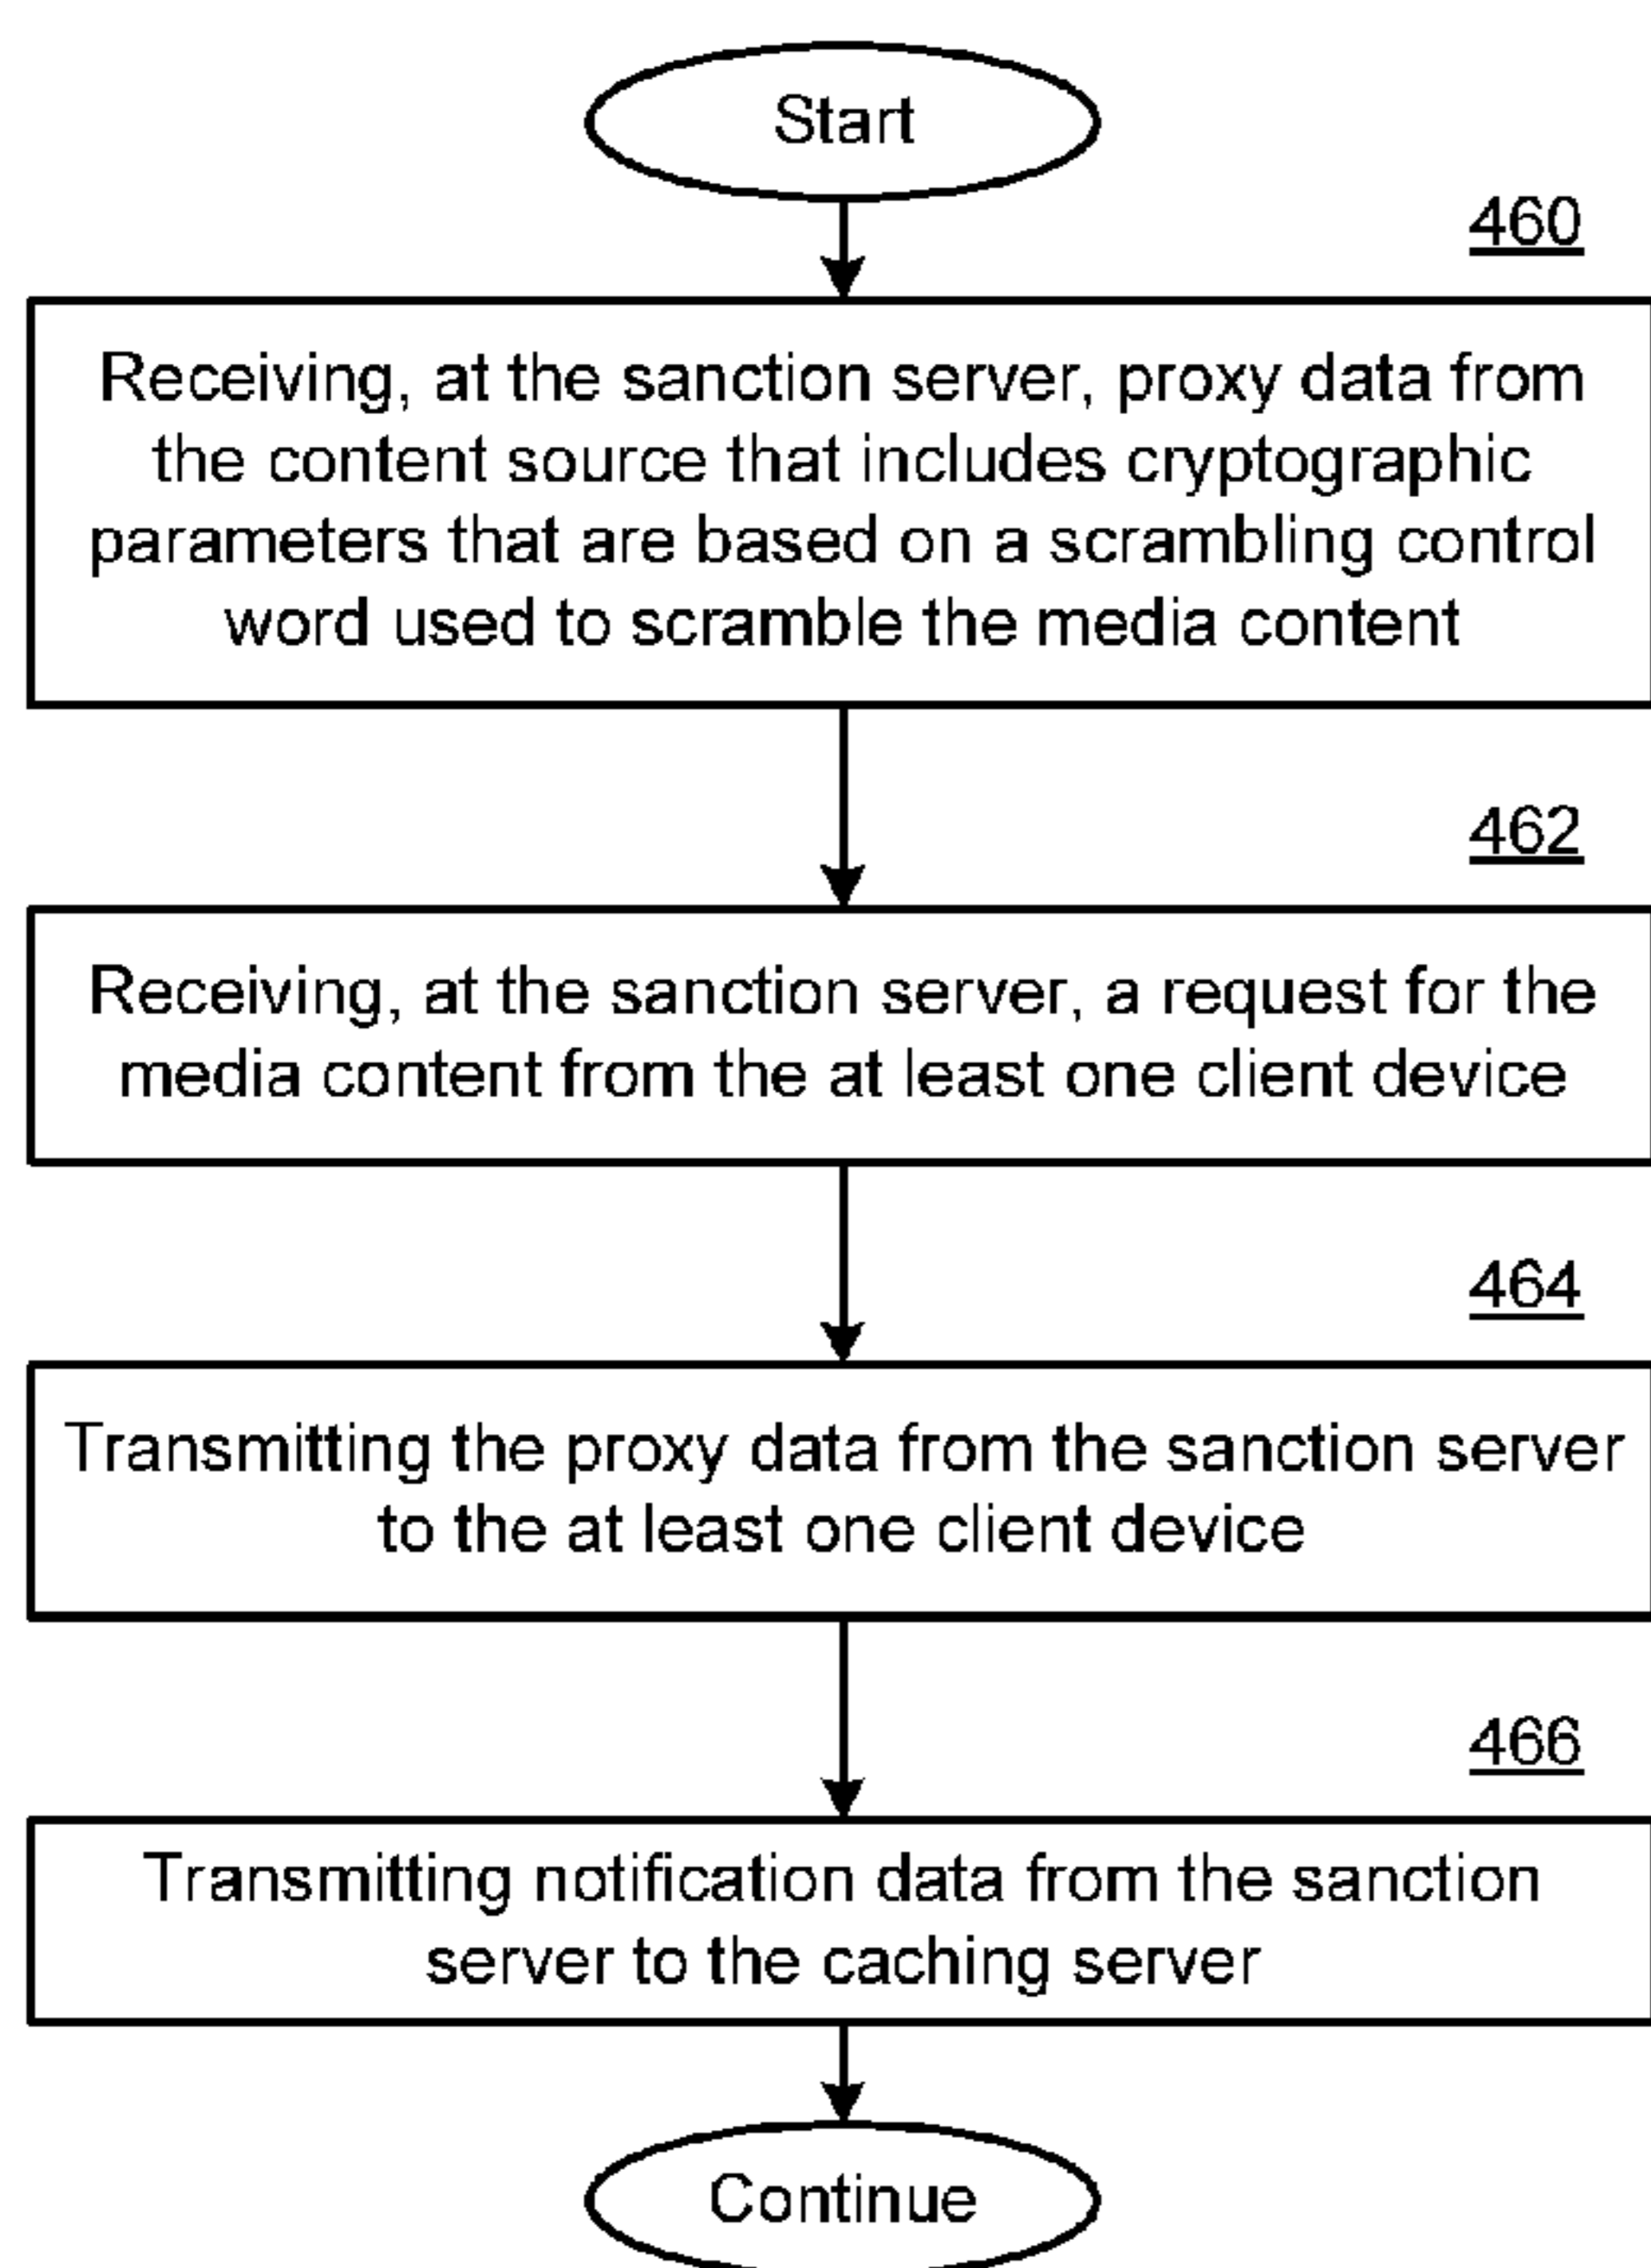 Start
460
Receiving, at the sanction server, proxy data from
the content source that includes cryptographic
parameters that are based on a scrambling control
word used to scramble the media content
462
Receiving, at the sanction server, a request for the
media content from the at least one client device
464
Transmitting the proxy data from the sanction server
to the at least one client device
466
Transmitting notification data from the sanction
server to the caching server
Continue